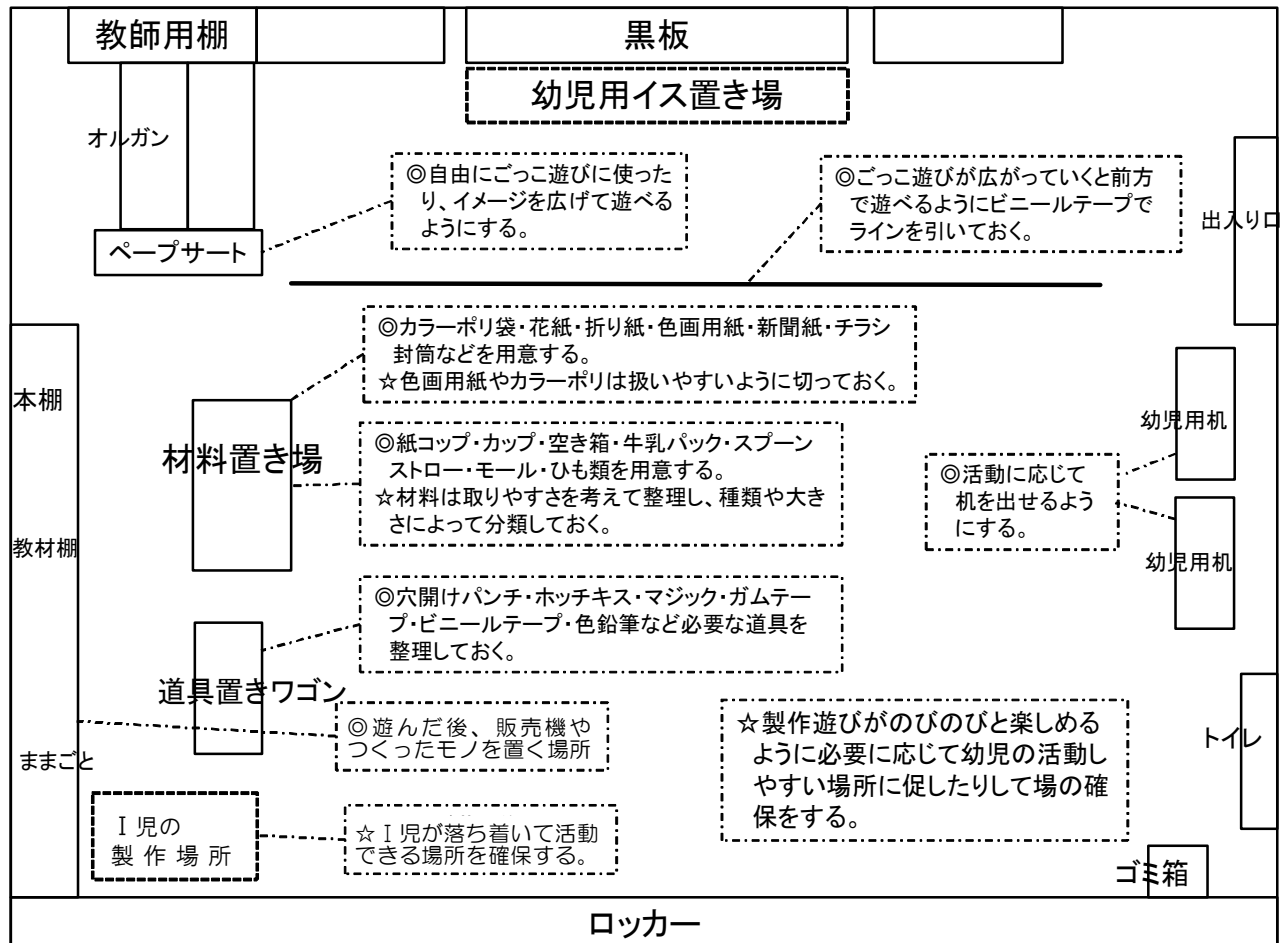 教師用棚
黒板
幼児用イス置き場
オルガン
ペープサート
◎自由にごっこ遊びに使った
り、イメージを広げて遊べる
ようにする。
◎ごっこ遊びが広がっていくと前方
で遊べるようにビニールテープで
ラインを引いておく。
出入り口
◎カラーポリ袋・花紙・折り紙・色画用紙・新聞紙・チラシ
封筒などを用意する。
☆色画用紙やカラーポリは扱いやすいように切っておく。
本棚
材料置き場
◎紙コップ・カップ・空き箱・牛乳パック・スプーン
ストロー・モール・ひも類を用意する。
☆材料は取りやすさを考えて整理し、種類や大き
さによって分類しておく。
幼児用机
◎活動に応じて
机を出せるよう
にする。
幼児用机
教材棚
◎穴開けパンチ・ホッチキス・マジック・ガムテー
プ・ビニールテープ・色鉛筆など必要な道具を
整理しておく。
道具置きワゴン
◎遊んだ後、販売機や
つくったモノを置く場所
☆製作遊びがのびのびと楽しめる
ように必要に応じて幼児の活動し
やすい場所に促したりして場の確
保をする。
トイレ
ままごと
Ⅰ児の
製作場所
☆Ⅰ児が落ち着いて活動
できる場所を確保する。
ゴミ箱
ロッカー